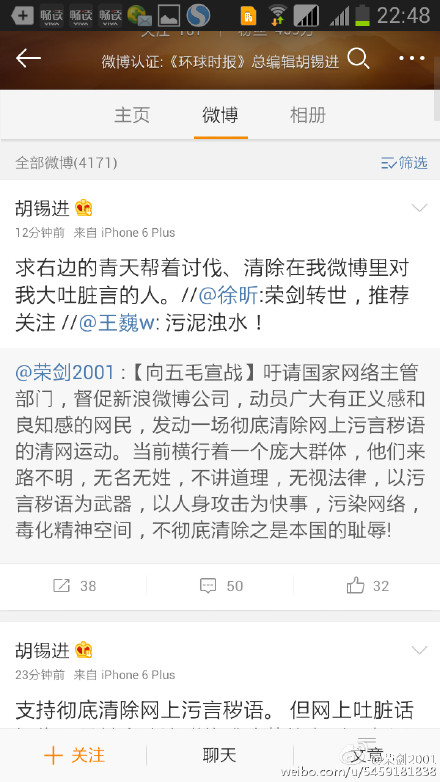 畅读 畅读 畅读 22:48
微博认证:《环球时报》总编辑胡锡进
主页 微博 相册
全部微博(4171) 筛选
胡锡进
12分钟前 来自 iPhone 6 Plus
求右边的青天帮着讨伐、清除在我微博里对
我大吐脏言的人。//@徐昕:荣剑转世，推荐
关注 //@王巍w: 污泥浊水！
@荣剑2001 :【向五毛宣战】吁请国家网络主管
部门，督促新浪微博公司，动员广大有正义感和
良知感的网民，发动一场彻底清除网上污言秽语
的清网运动。当前横行着一个庞大群体，他们来
路不明，无名无姓，不讲道理，无视法律，以污
言秽语为武器，以人身攻击为快事，污染网络，
毒化精神空间，不彻底清除之是本国的耻辱!
38 50 32
胡锡进
23分钟前 来自 iPhone 6 Plus
支持彻底清除网上污言秽语。但网上吐脏话
关注 聊天 文章
@荣剑2001
weibo.com/u/5459181838